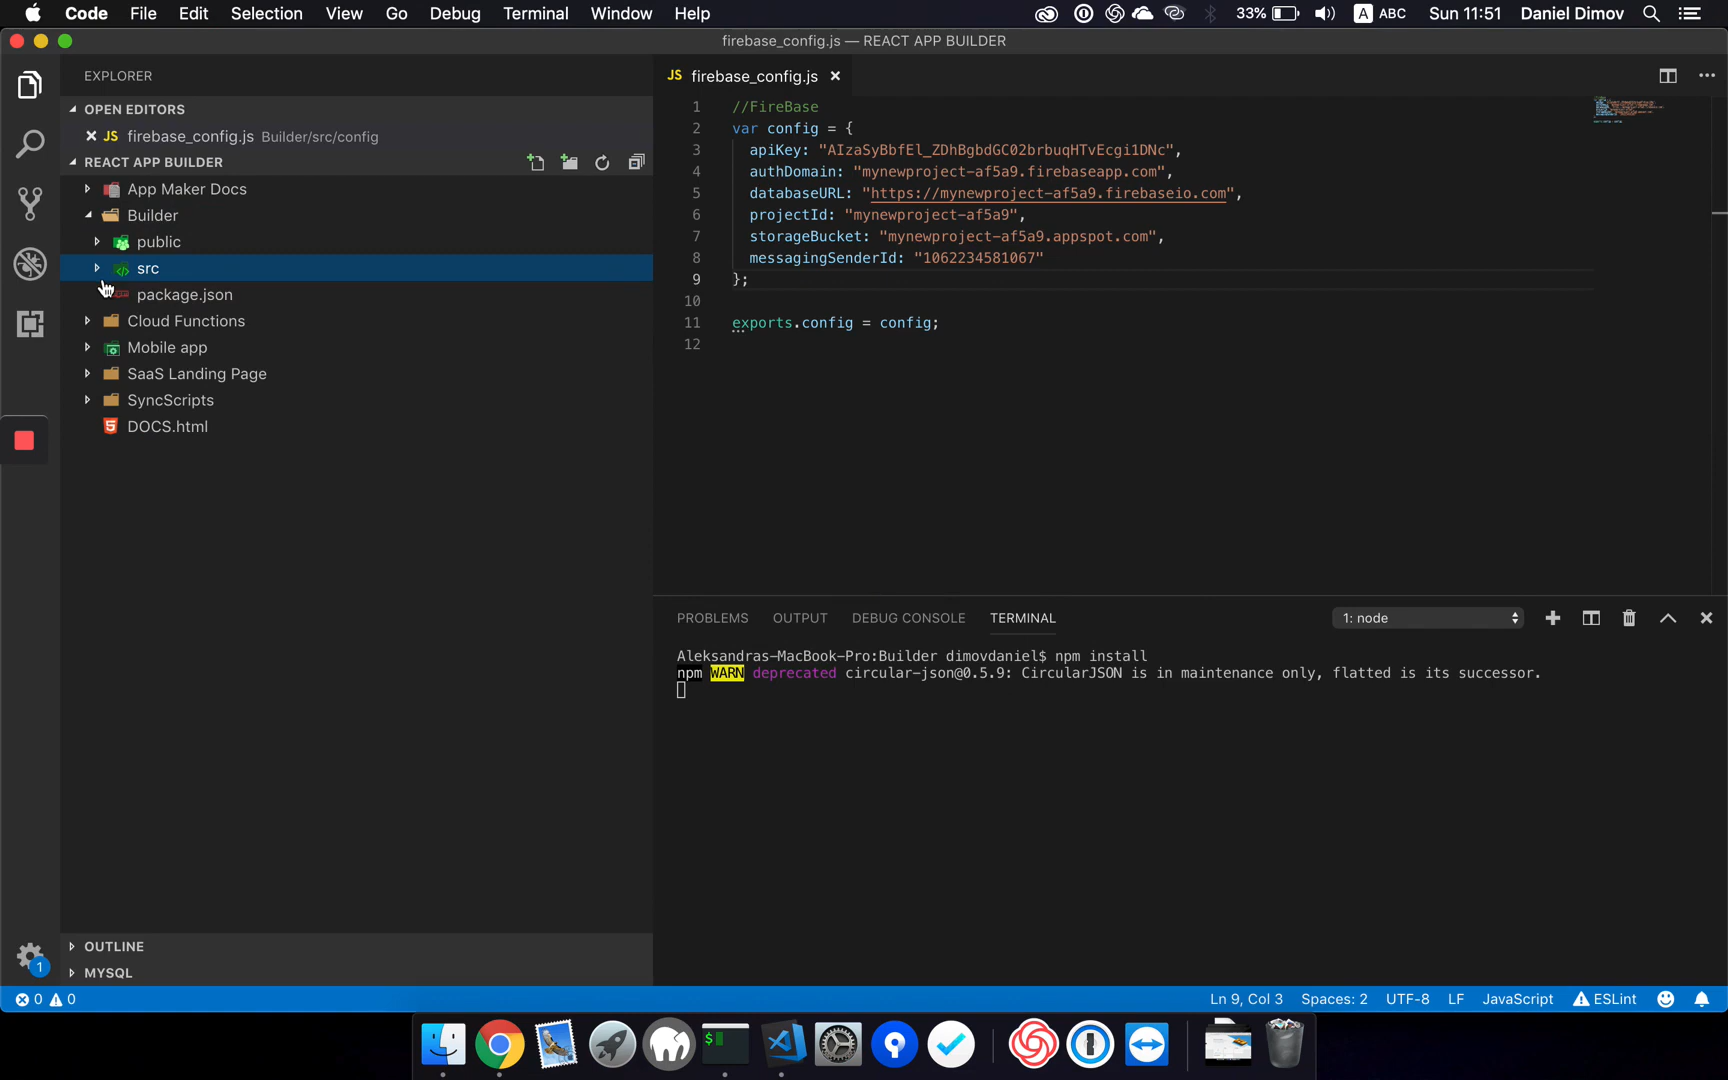 Code File Edit Selection View Go Debug Terminal Window Help 33% A ABC Sun 11:51 Daniel Dimov
firebase_config.js — REACT APP BUILDER
EXPLORER
OPEN EDITORS
JS firebase_config.js Builder/src/config
REACT APP BUILDER
App Maker Docs
Builder
public
src
package.json
Cloud Functions
Mobile app
SaaS Landing Page
SyncScripts
5 DOCS.html
OUTLINE
MYSQL
1
JS firebase_config.js
1 //FireBase
2 var config = {
3 apiKey: "AIzaSyBbfEl_ZDhBgbdGC02brbuqHTvEcgi1DNc",
4 authDomain: "mynewproject-af5a9.firebaseapp.com",
5 databaseURL: "https://mynewproject-af5a9.firebaseio.com",
6 projectId: "mynewproject-af5a9",
7 storageBucket: "mynewproject-af5a9.appspot.com",
8 messagingSenderId: "1062234581067"
9 };
10
11 exports.config = config;
12
PROBLEMS OUTPUT DEBUG CONSOLE TERMINAL 1: node
Aleksandras-MacBook-Pro:Builder dimovdaniel$ npm install
npm WARN deprecated circular-json@0.5.9: CircularJSON is in maintenance only, flatted is its successor.
0 0 Ln 9, Col 3 Spaces: 2 UTF-8 LF JavaScript ESLint